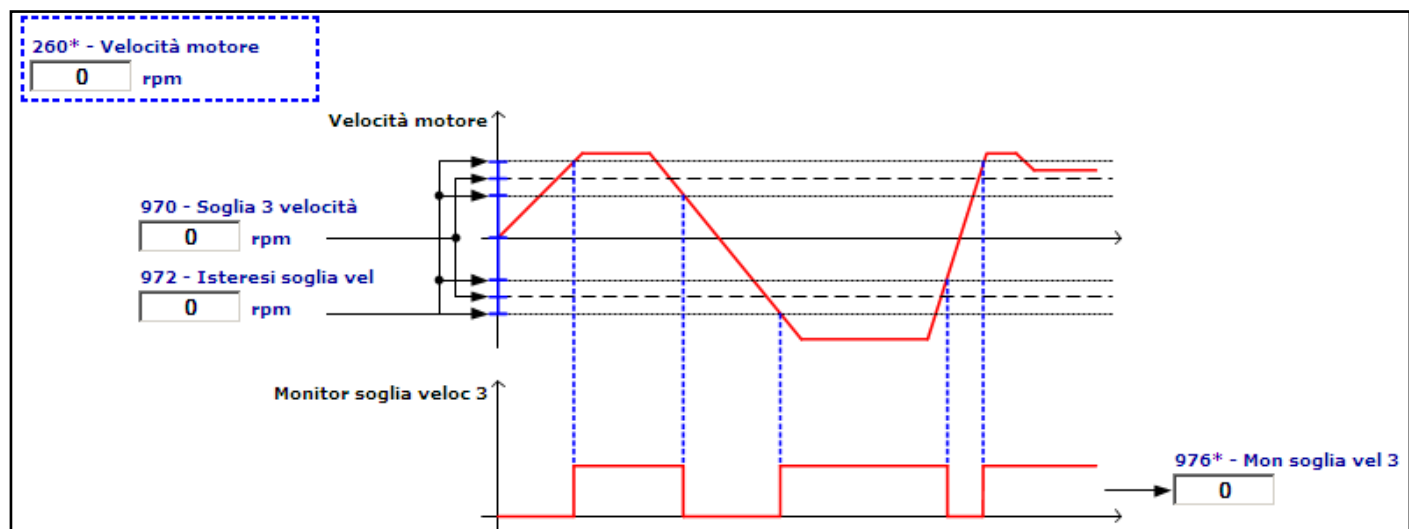 260* - Velocità motore
0 rpm
Velocità motore
970 - Soglia 3 velocità
0 rpm
972 - Isteresi soglia vel
0 rpm
Monitor soglia veloc 3
976* - Mon soglia vel 3
0